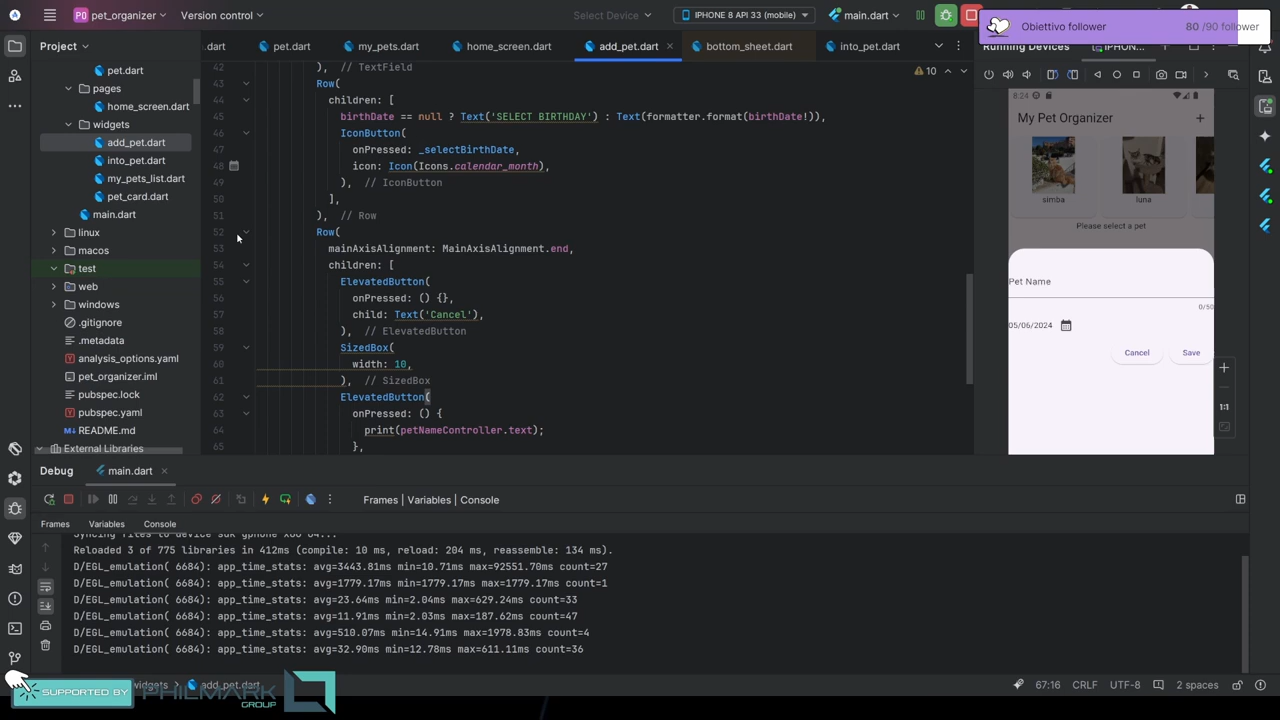 PO pet_organizer
Version control
Select Device
IPHONE 8 API 33 (mobile)
main.dart
Obiettivo follower
80 /90 follower
Project
.dart
pet.dart
my_pets.dart
home_screen.dart
add_pet.dart
bottom_sheet.dart
into_pet.dart
Running Devices
pet.dart
pages
home_screen.dart
widgets
add_pet.dart
into_pet.dart
my_pets_list.dart
pet_card.dart
main.dart
linux
macos
test
web
windows
.gitignore
.metadata
analysis_options.yaml
pet_organizer.iml
pubspec.lock
pubspec.yaml
README.md
External Libraries
10
42 ), // TextField
43 Row(
44 children: [
45 birthDate == null ? Text('SELECT BIRTHDAY') : Text(formatter.format(birthDate!)),
46 IconButton(
47 onPressed: _selectBirthDate,
48 icon: Icon(Icons.calendar_month),
49 ), // IconButton
50 ],
51 ), // Row
52 Row(
53 mainAxisAlignment: MainAxisAlignment.end,
54 children: [
55 ElevatedButton(
56 onPressed: () {},
57 child: Text('Cancel'),
58 ), // ElevatedButton
59 SizedBox(
60 width: 10,
61 ), // SizedBox
62 ElevatedButton(
63 onPressed: () {
64 print(petNameController.text);
65 },
8:24
My Pet Organizer
+
simba
luna
Please select a pet
Pet Name
0/50
05/06/2024
Cancel
Save
1:1
Debug
main.dart
Frames | Variables | Console
Frames
Variables
Console
Reloaded 3 of 775 libraries in 412ms (compile: 10 ms, reload: 204 ms, reassemble: 134 ms).
D/EGL_emulation( 6684): app_time_stats: avg=3443.81ms min=10.71ms max=92551.70ms count=27
D/EGL_emulation( 6684): app_time_stats: avg=1779.17ms min=1779.17ms max=1779.17ms count=1
D/EGL_emulation( 6684): app_time_stats: avg=23.64ms min=2.04ms max=629.24ms count=33
D/EGL_emulation( 6684): app_time_stats: avg=11.91ms min=2.03ms max=187.62ms count=47
D/EGL_emulation( 6684): app_time_stats: avg=510.07ms min=14.91ms max=1978.83ms count=4
D/EGL_emulation( 6684): app_time_stats: avg=32.90ms min=12.78ms max=611.11ms count=36
SUPPORTED BY
PHILMARK
GROUP
widgets
add_pet.dart
67:16
CRLF
UTF-8
2 spaces